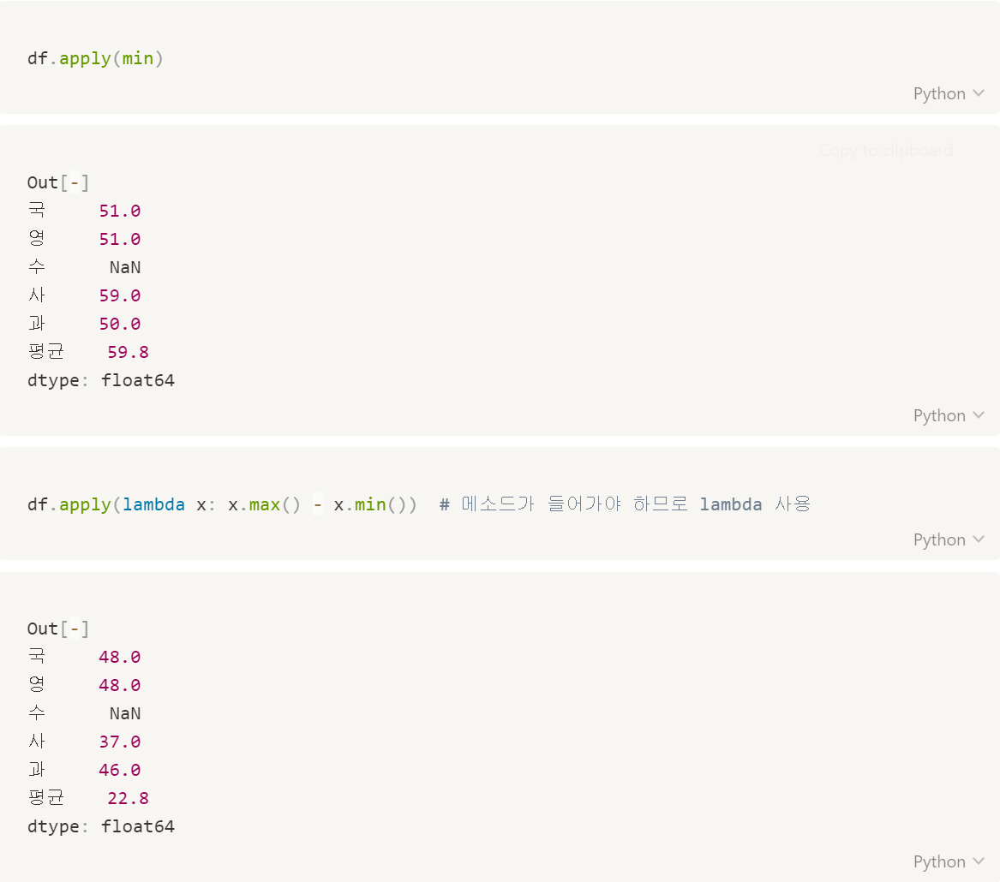 df.apply(min)
Python
Copy to clipboard
Out[-]
국 51.0
영 51.0
수 NaN
사 59.0
과 50.0
평균 59.8
dtype: float64
Python
df.apply(lambda x: x.max() - x.min()) # 메소드가 들어가야 하므로 lambda 사용
Python
Out[-]
국 48.0
영 48.0
수 NaN
사 37.0
과 46.0
평균 22.8
dtype: float64
Python